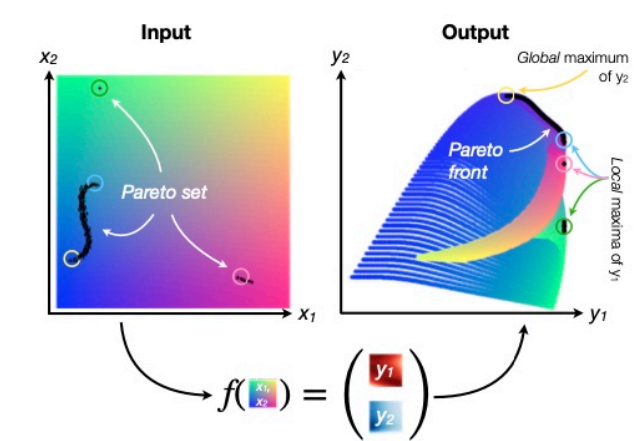 Input
Output
x2
y2
Global maximum
of y2
Pareto set
Pareto
front
Local maxima of y1
x1
y1
f( x1, x2 ) = ( y1
y2 )